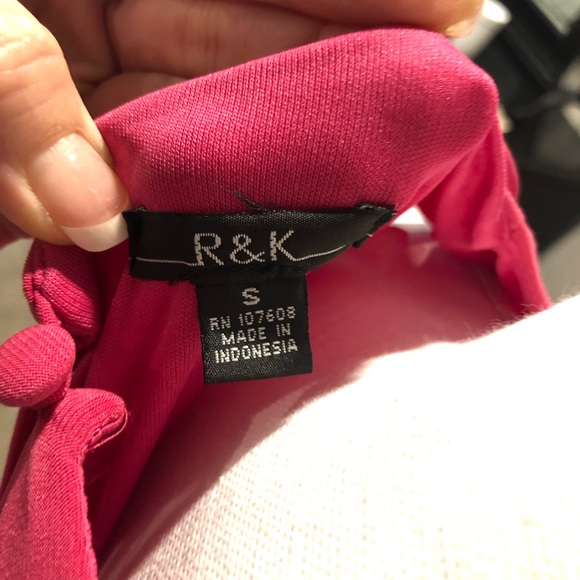 R&K
S
RN 107608
MADE IN
INDONESIA